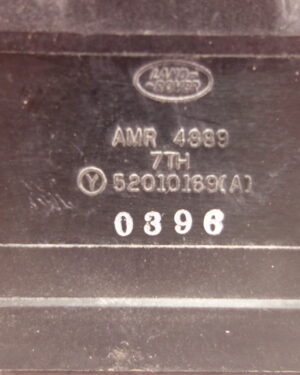 LAND-
-ROVER
AMR 4889
7TH
Ⓨ 52010169(A)
0396